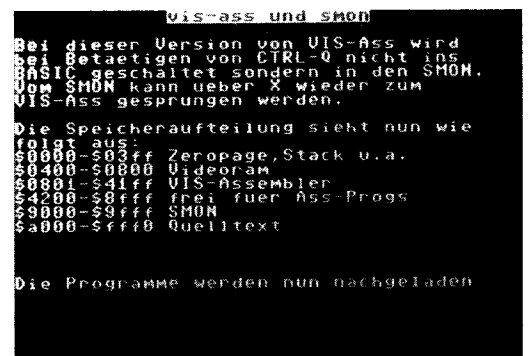 vis-ass und smon
Bei dieser Version von VIS-Ass wird
bei Betaetigen von CTRL-Q nicht ins
BASIC geschaltet sondern in den SMON.
Vom SMON kann ueber X wieder zum
VIS-Ass gesprungen werden.
Die Speicheraufteilung sieht nun wie
folgt aus:
$0000-$03ff Zeropage,Stack u.a.
$0400-$0800 Videoram
$0801-$41ff VIS-Assembler
$4200-$8fff frei fuer Ass-Progs
$9000-$9fff SMON
$a000-$fff0 Quelltext
Die Programme werden nun nachgeladen